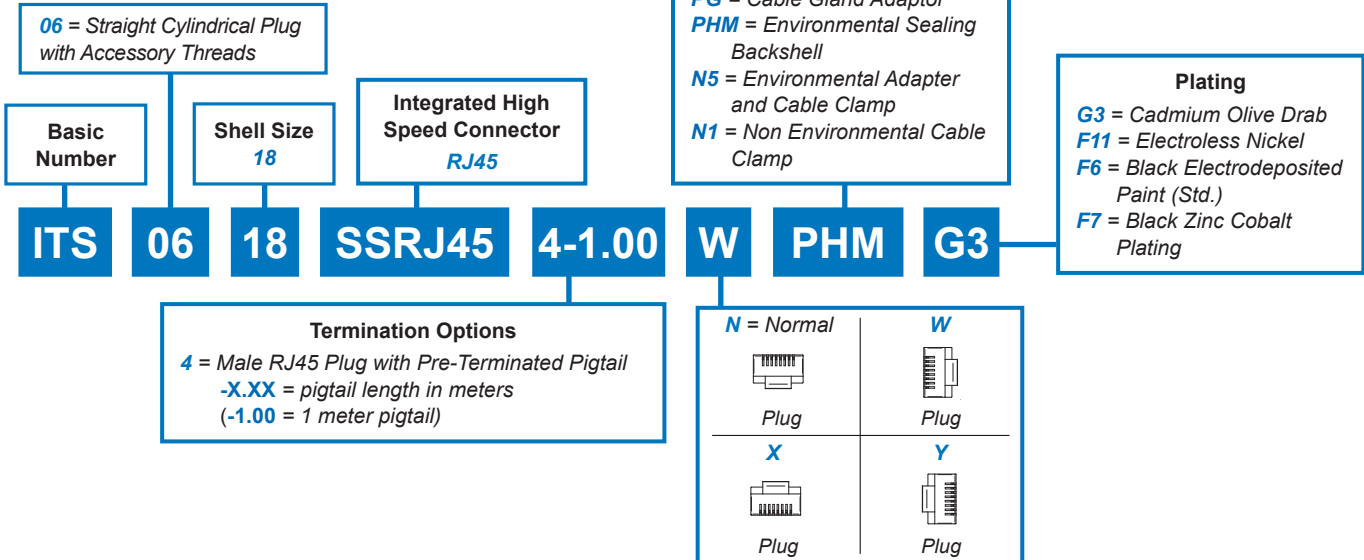 06 = Straight Cylindrical Plug
with Accessory Threads
Basic
Number
Shell Size
18
Integrated High
Speed Connector
RJ45
PG = Cable Gland Adaptor
PHM = Environmental Sealing
Backshell
N5 = Environmental Adapter
and Cable Clamp
N1 = Non Environmental Cable
Clamp
Plating
G3 = Cadmium Olive Drab
F11 = Electroless Nickel
F6 = Black Electrodeposited
Paint (Std.)
F7 = Black Zinc Cobalt
Plating
ITS 06 18 SSRJ45 4-1.00 W PHM G3
Termination Options
4 = Male RJ45 Plug with Pre-Terminated Pigtail
-X.XX = pigtail length in meters
(-1.00 = 1 meter pigtail)
N = Normal
Plug
W
Plug
X
Plug
Y
Plug